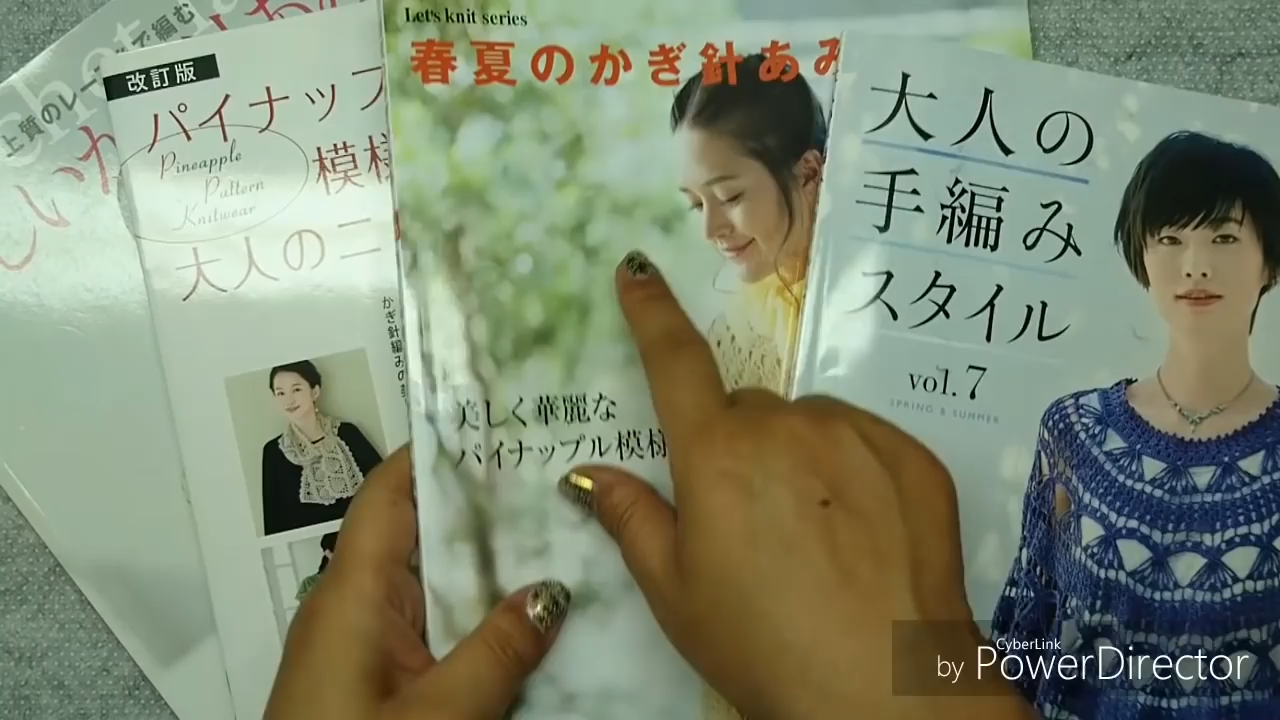 上質のレー
で編む
改訂版
パイナップ
模様
Pineapple
Pattern
Knitwear
大人のニ
かぎ針編みの
Let's knit series
春夏のかぎ針あみ
美しく華麗な
パイナップル模様
大人の
手編み
スタイル
vol.7
SPRING & SUMMER
CyberLink
by PowerDirector